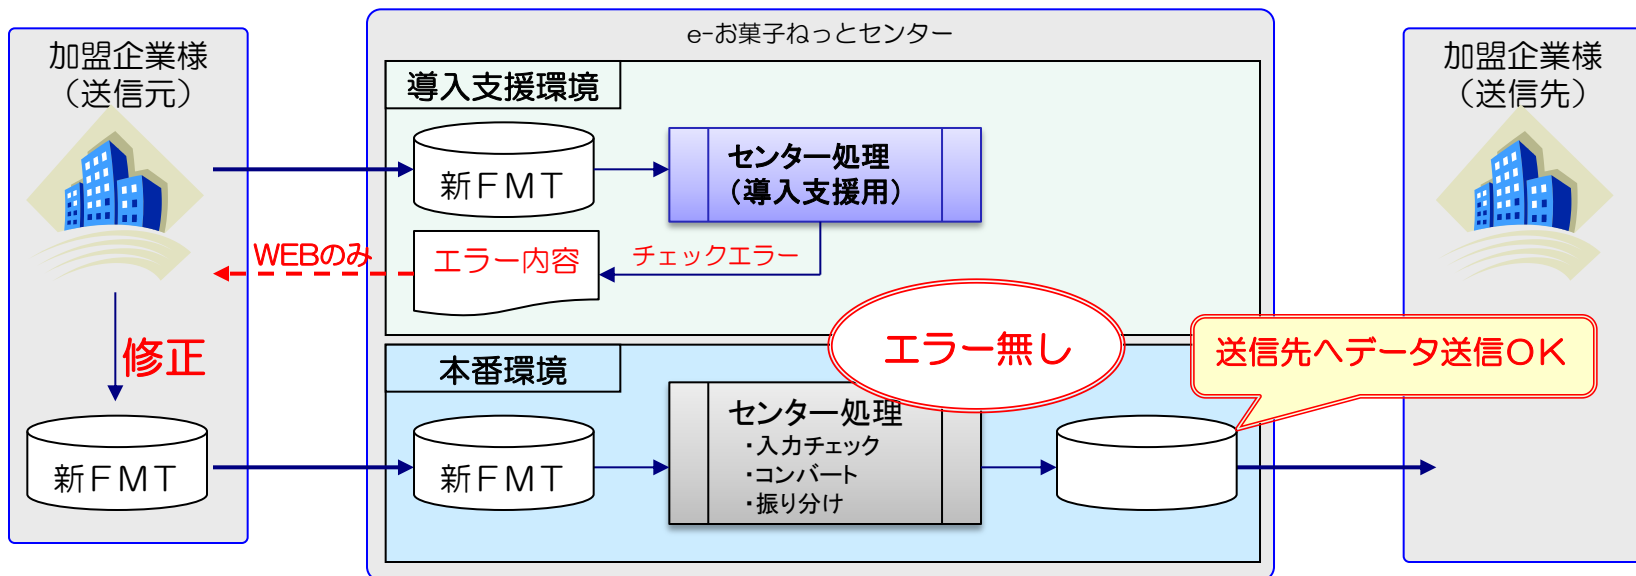 e-お菓子ねっとセンター
加盟企業様
（送信元）
導入支援環境
新ＦＭＴ
センター処理
（導入支援用）
WEBのみ
エラー内容
チェックエラー
修正
新ＦＭＴ
本番環境
新ＦＭＴ
センター処理
・入力チェック
・コンバート
・振り分け
エラー無し
送信先へデータ送信ＯＫ
加盟企業様
（送信先）